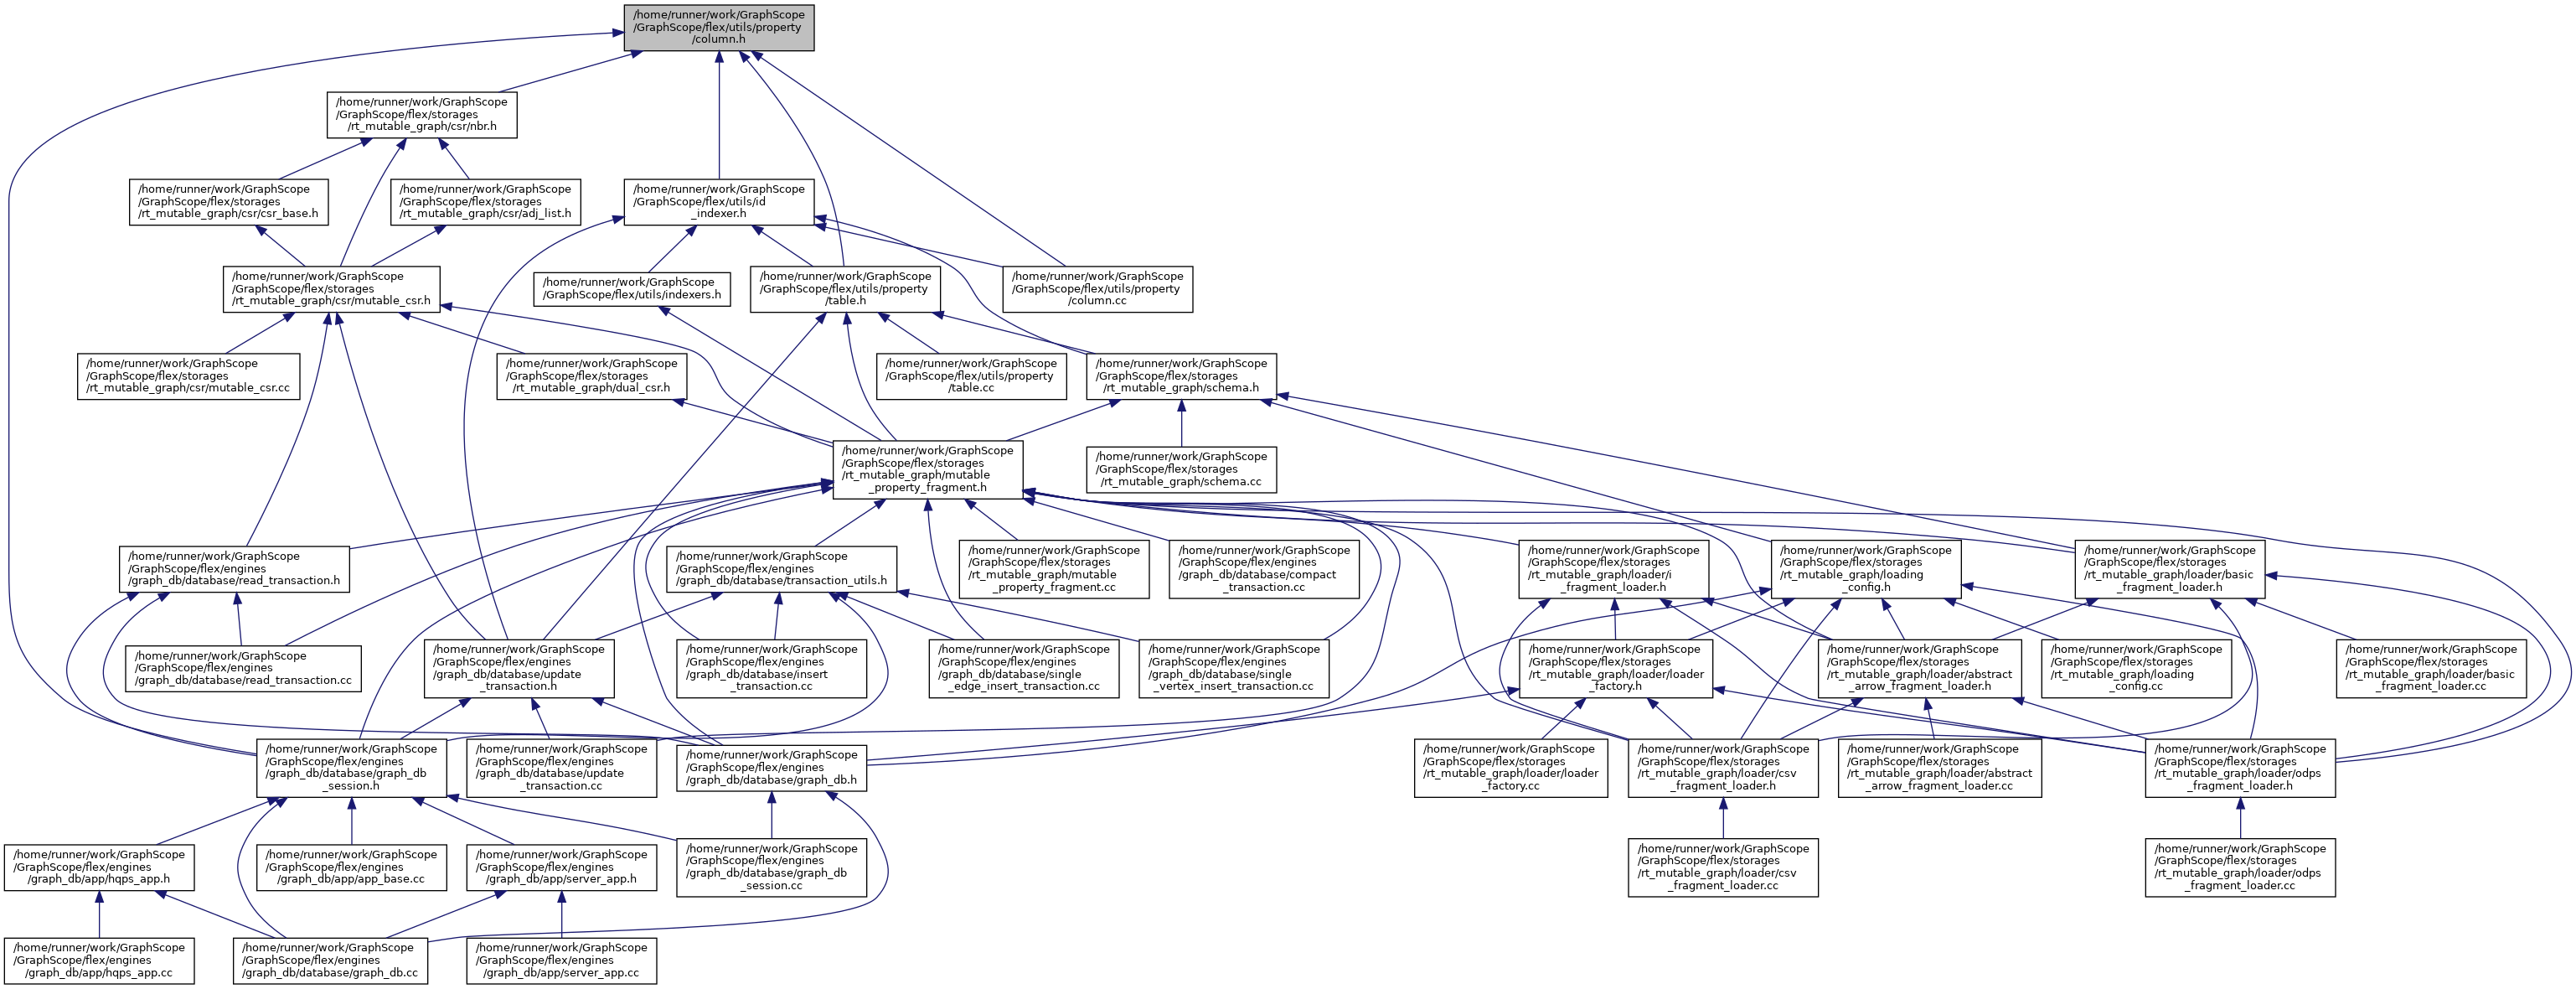 /home/runner/work/GraphScope
/GraphScope/flex/utils/property
/column.h
/home/runner/work/GraphScope
/GraphScope/flex/storages
/rt_mutable_graph/csr/nbr.h
/home/runner/work/GraphScope
/GraphScope/flex/storages
/rt_mutable_graph/csr/csr_base.h
/home/runner/work/GraphScope
/GraphScope/flex/storages
/rt_mutable_graph/csr/adj_list.h
/home/runner/work/GraphScope
/GraphScope/flex/utils/id
_indexer.h
/home/runner/work/GraphScope
/GraphScope/flex/storages
/rt_mutable_graph/csr/mutable_csr.h
/home/runner/work/GraphScope
/GraphScope/flex/utils/indexers.h
/home/runner/work/GraphScope
/GraphScope/flex/utils/property
/table.h
/home/runner/work/GraphScope
/GraphScope/flex/utils/property
/column.cc
/home/runner/work/GraphScope
/GraphScope/flex/storages
/rt_mutable_graph/csr/mutable_csr.cc
/home/runner/work/GraphScope
/GraphScope/flex/storages
/rt_mutable_graph/dual_csr.h
/home/runner/work/GraphScope
/GraphScope/flex/utils/property
/table.cc
/home/runner/work/GraphScope
/GraphScope/flex/storages
/rt_mutable_graph/schema.h
/home/runner/work/GraphScope
/GraphScope/flex/storages
/rt_mutable_graph/mutable
_property_fragment.h
/home/runner/work/GraphScope
/GraphScope/flex/storages
/rt_mutable_graph/schema.cc
/home/runner/work/GraphScope
/GraphScope/flex/engines
/graph_db/database/read_transaction.h
/home/runner/work/GraphScope
/GraphScope/flex/engines
/graph_db/database/transaction_utils.h
/home/runner/work/GraphScope
/GraphScope/flex/storages
/rt_mutable_graph/mutable
_property_fragment.cc
/home/runner/work/GraphScope
/GraphScope/flex/engines
/graph_db/database/compact
_transaction.cc
/home/runner/work/GraphScope
/GraphScope/flex/storages
/rt_mutable_graph/loader/i
_fragment_loader.h
/home/runner/work/GraphScope
/GraphScope/flex/storages
/rt_mutable_graph/loading
_config.h
/home/runner/work/GraphScope
/GraphScope/flex/storages
/rt_mutable_graph/loader/basic
_fragment_loader.h
/home/runner/work/GraphScope
/GraphScope/flex/engines
/graph_db/database/read_transaction.cc
/home/runner/work/GraphScope
/GraphScope/flex/engines
/graph_db/database/update
_transaction.h
/home/runner/work/GraphScope
/GraphScope/flex/engines
/graph_db/database/insert
_transaction.cc
/home/runner/work/GraphScope
/GraphScope/flex/engines
/graph_db/database/single
_edge_insert_transaction.cc
/home/runner/work/GraphScope
/GraphScope/flex/engines
/graph_db/database/single
_vertex_insert_transaction.cc
/home/runner/work/GraphScope
/GraphScope/flex/storages
/rt_mutable_graph/loader/loader
_factory.h
/home/runner/work/GraphScope
/GraphScope/flex/storages
/rt_mutable_graph/loader/abstract
_arrow_fragment_loader.h
/home/runner/work/GraphScope
/GraphScope/flex/storages
/rt_mutable_graph/loading
_config.cc
/home/runner/work/GraphScope
/GraphScope/flex/storages
/rt_mutable_graph/loader/basic
_fragment_loader.cc
/home/runner/work/GraphScope
/GraphScope/flex/engines
/graph_db/database/graph_db
_session.h
/home/runner/work/GraphScope
/GraphScope/flex/engines
/graph_db/database/update
_transaction.cc
/home/runner/work/GraphScope
/GraphScope/flex/engines
/graph_db/database/graph_db.h
/home/runner/work/GraphScope
/GraphScope/flex/storages
/rt_mutable_graph/loader/loader
_factory.cc
/home/runner/work/GraphScope
/GraphScope/flex/storages
/rt_mutable_graph/loader/csv
_fragment_loader.h
/home/runner/work/GraphScope
/GraphScope/flex/storages
/rt_mutable_graph/loader/abstract
_arrow_fragment_loader.cc
/home/runner/work/GraphScope
/GraphScope/flex/storages
/rt_mutable_graph/loader/odps
_fragment_loader.h
/home/runner/work/GraphScope
/GraphScope/flex/engines
/graph_db/app/hqps_app.h
/home/runner/work/GraphScope
/GraphScope/flex/engines
/graph_db/app/app_base.cc
/home/runner/work/GraphScope
/GraphScope/flex/engines
/graph_db/app/server_app.h
/home/runner/work/GraphScope
/GraphScope/flex/engines
/graph_db/database/graph_db
_session.cc
/home/runner/work/GraphScope
/GraphScope/flex/storages
/rt_mutable_graph/loader/csv
_fragment_loader.cc
/home/runner/work/GraphScope
/GraphScope/flex/storages
/rt_mutable_graph/loader/odps
_fragment_loader.cc
/home/runner/work/GraphScope
/GraphScope/flex/engines
/graph_db/app/hqps_app.cc
/home/runner/work/GraphScope
/GraphScope/flex/engines
/graph_db/database/graph_db.cc
/home/runner/work/GraphScope
/GraphScope/flex/engines
/graph_db/app/server_app.cc